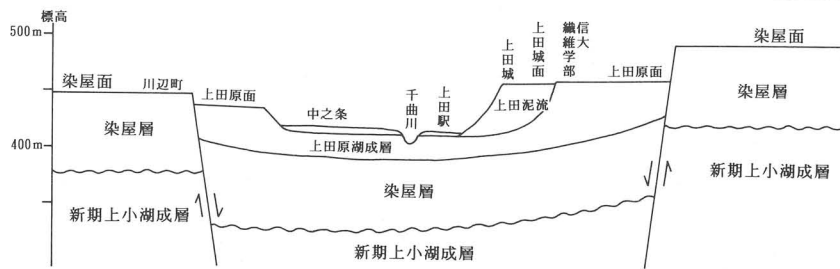 標高
500m
400m
染屋面
川辺町
上田原面
中之条
千曲川
上田駅
上田城
上田城面
信大
繊維学部
上田原面
染屋面
上田泥流
染屋層
上田原湖成層
染屋層
染屋層
新期上小湖成層
新期上小湖成層
新期上小湖成層